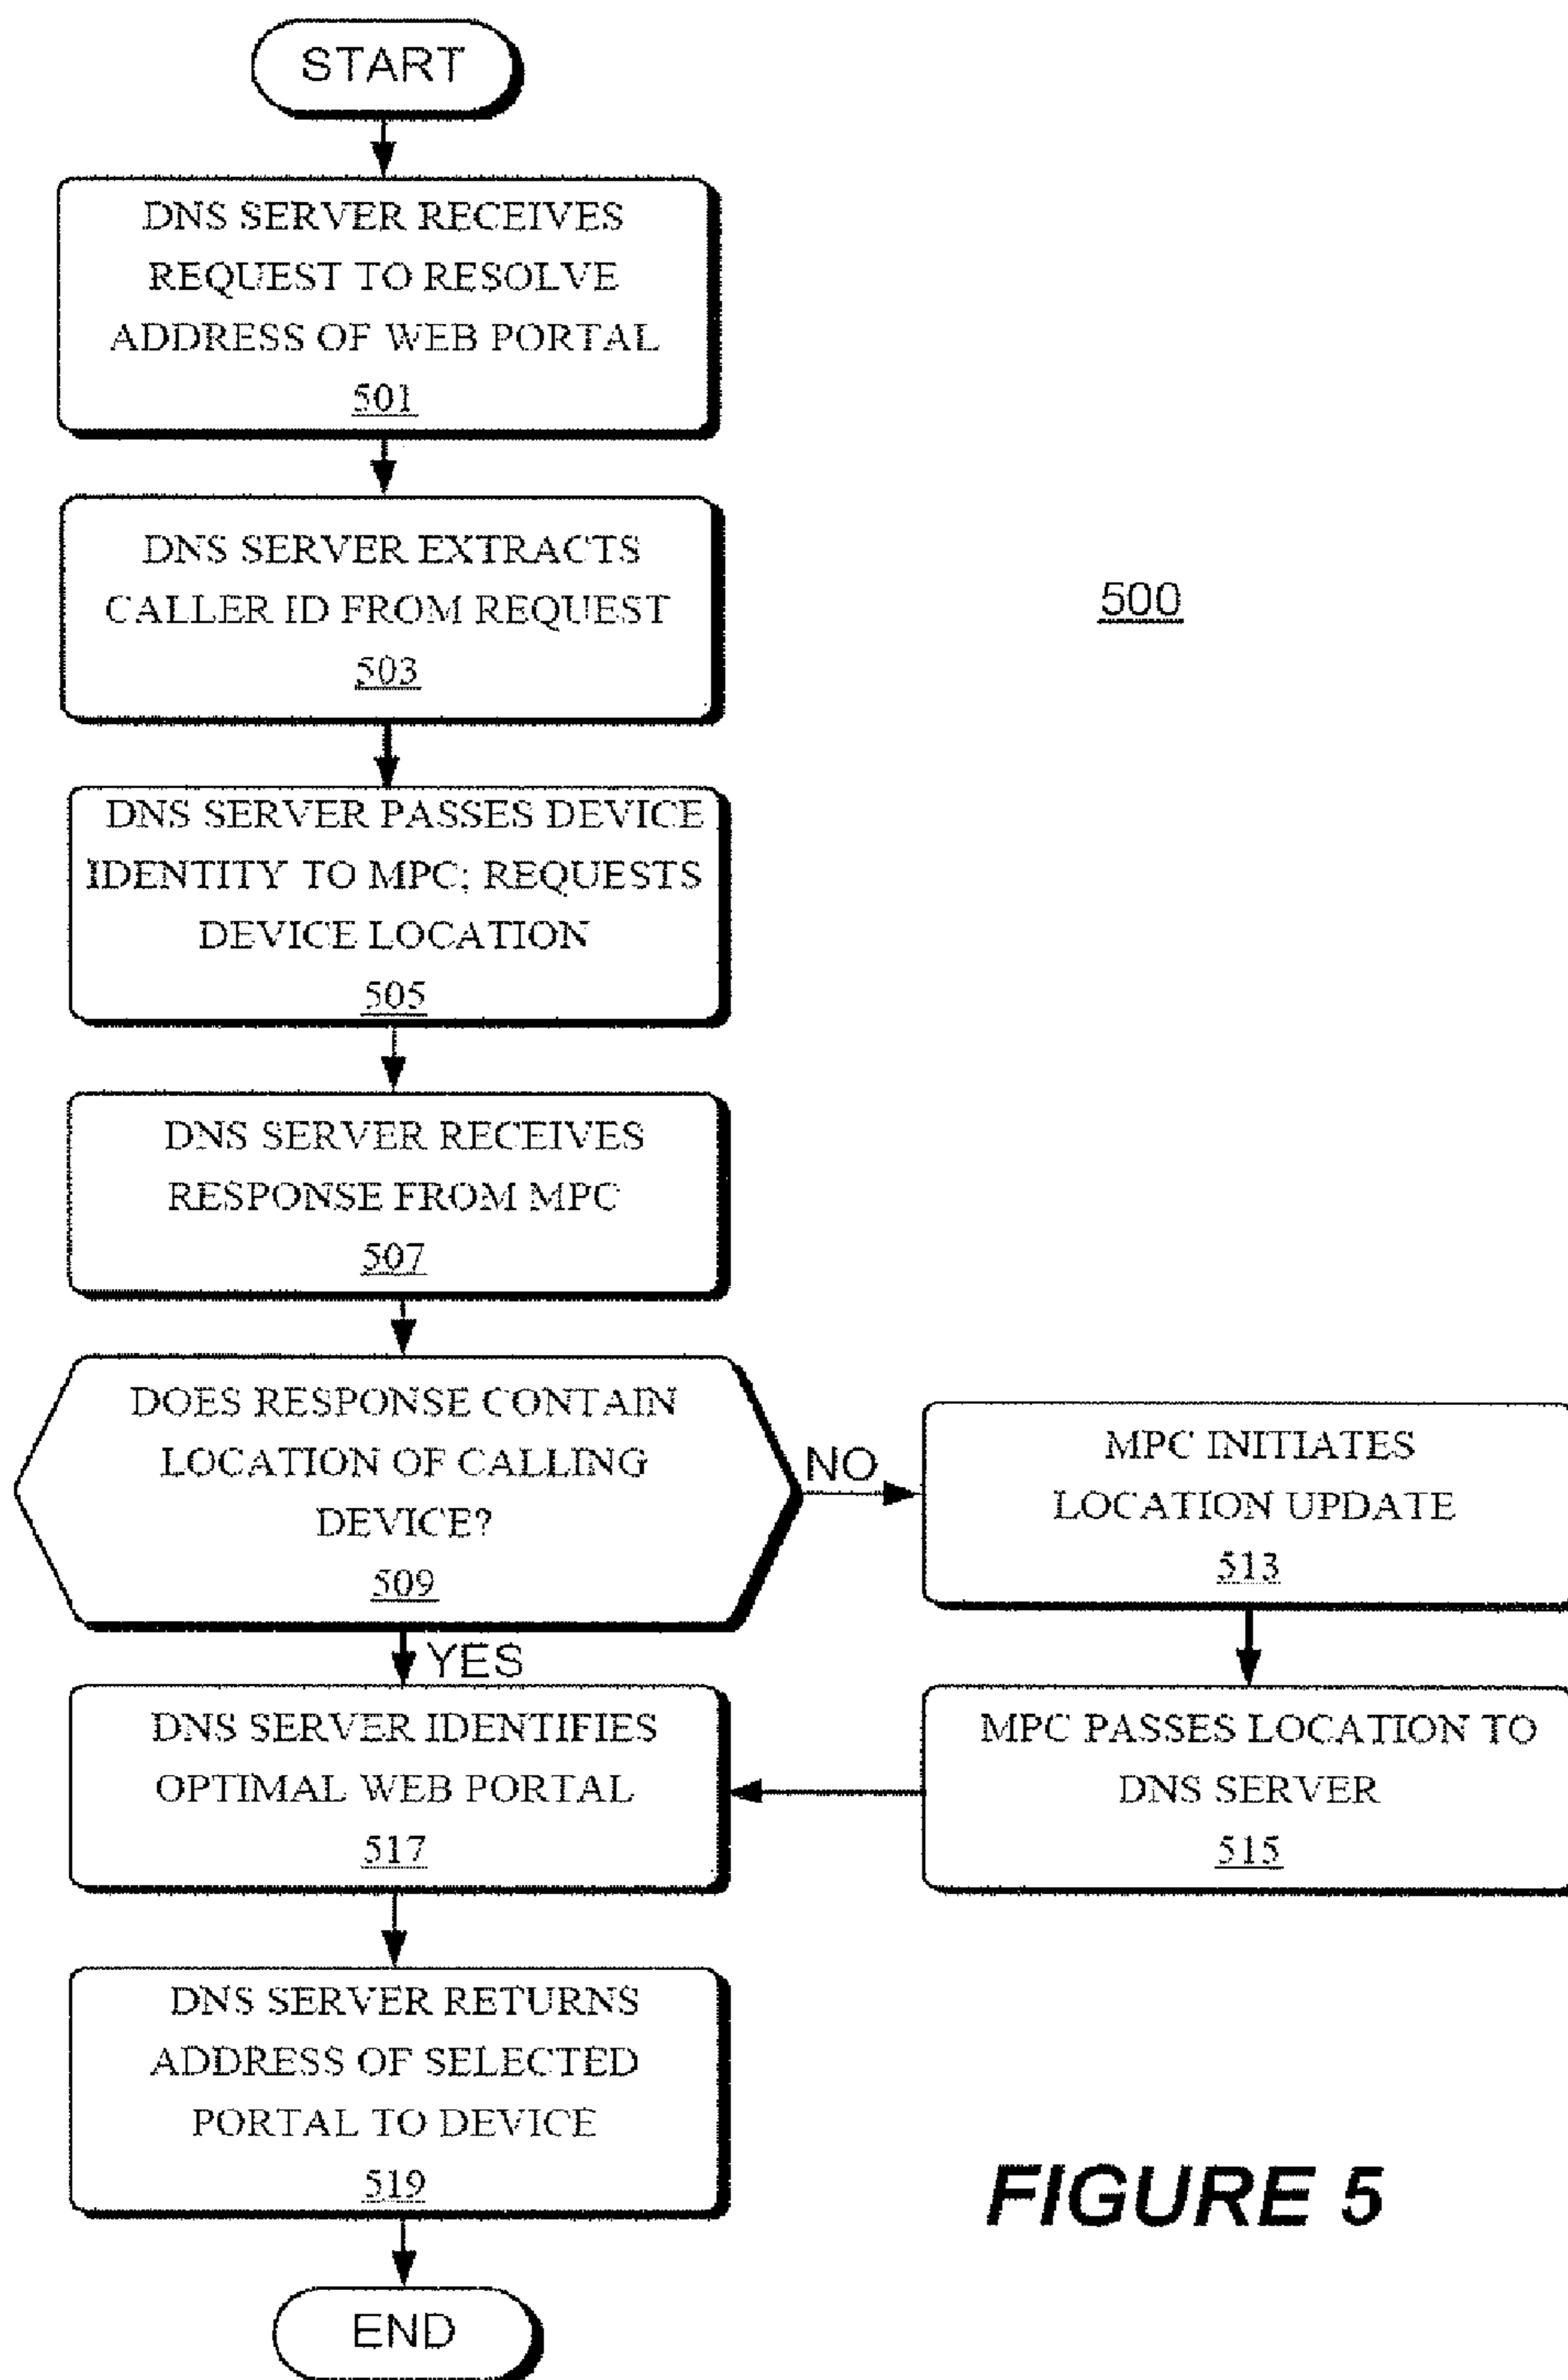 START
DNS SERVER RECEIVES
REQUEST TO RESOLVE
ADDRESS OF WEB PORTAL
501
DNS SERVER EXTRACTS
CALLER ID FROM REQUEST
503
500
DNS SERVER PASSES DEVICE
IDENTITY TO MPC; REQUESTS
DEVICE LOCATION
505
DNS SERVER RECEIVES
RESPONSE FROM MPC
507
DOES RESPONSE CONTAIN
LOCATION OF CALLING
DEVICE?
509
NO
MPC INITIATES
LOCATION UPDATE
513
YES
DNS SERVER IDENTIFIES
OPTIMAL WEB PORTAL
517
MPC PASSES LOCATION TO
DNS SERVER
515
DNS SERVER RETURNS
ADDRESS OF SELECTED
PORTAL TO DEVICE
519
FIGURE 5
END